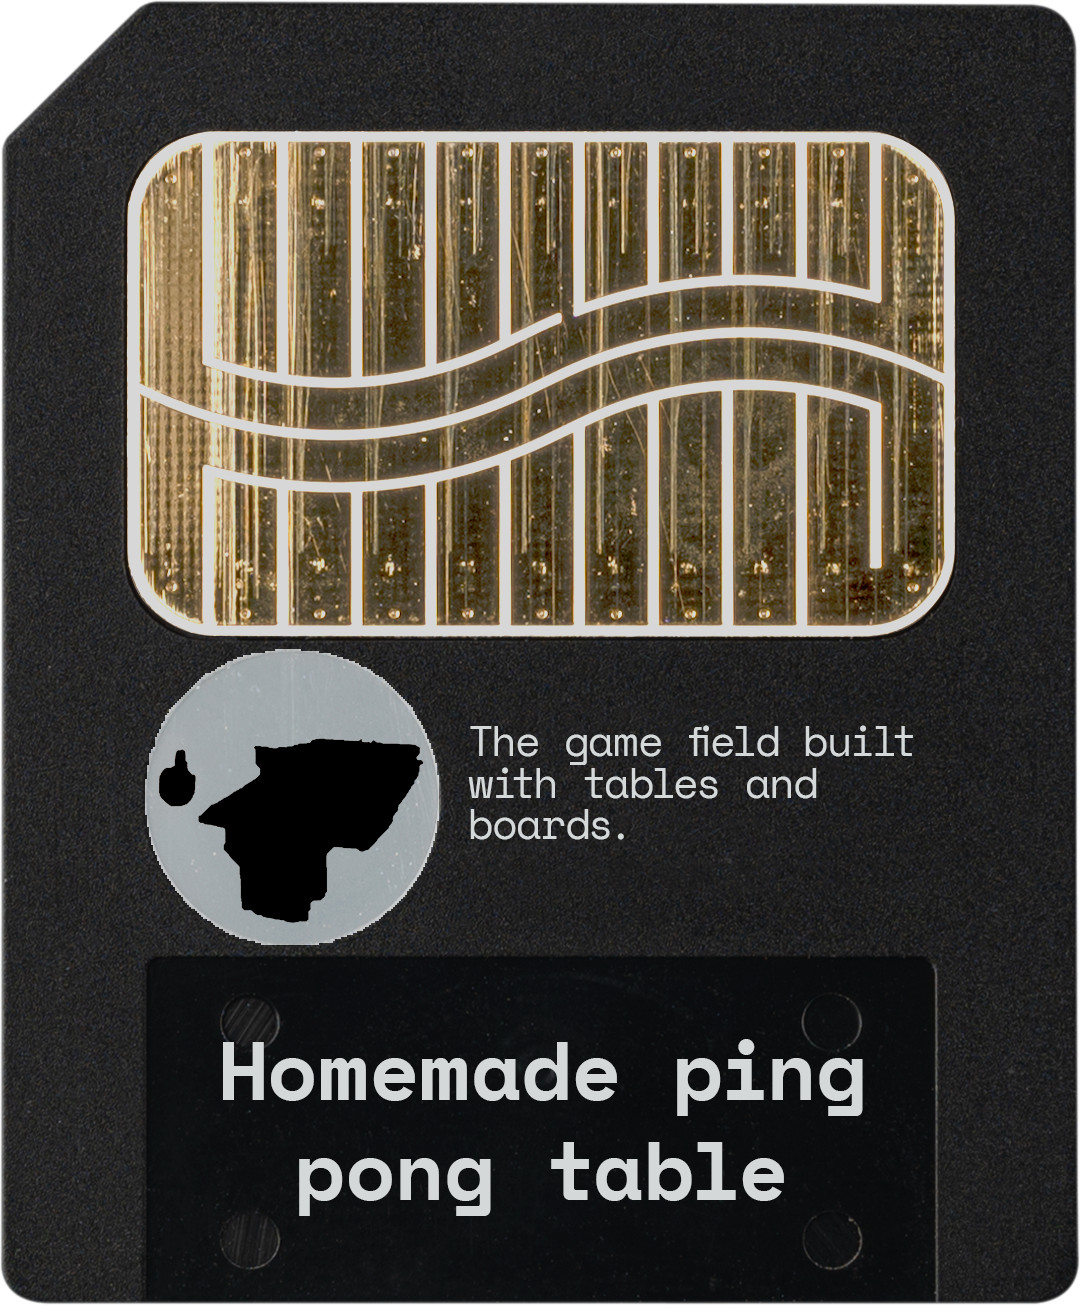 The game field built
with tables and
boards.
Homemade ping
pong table